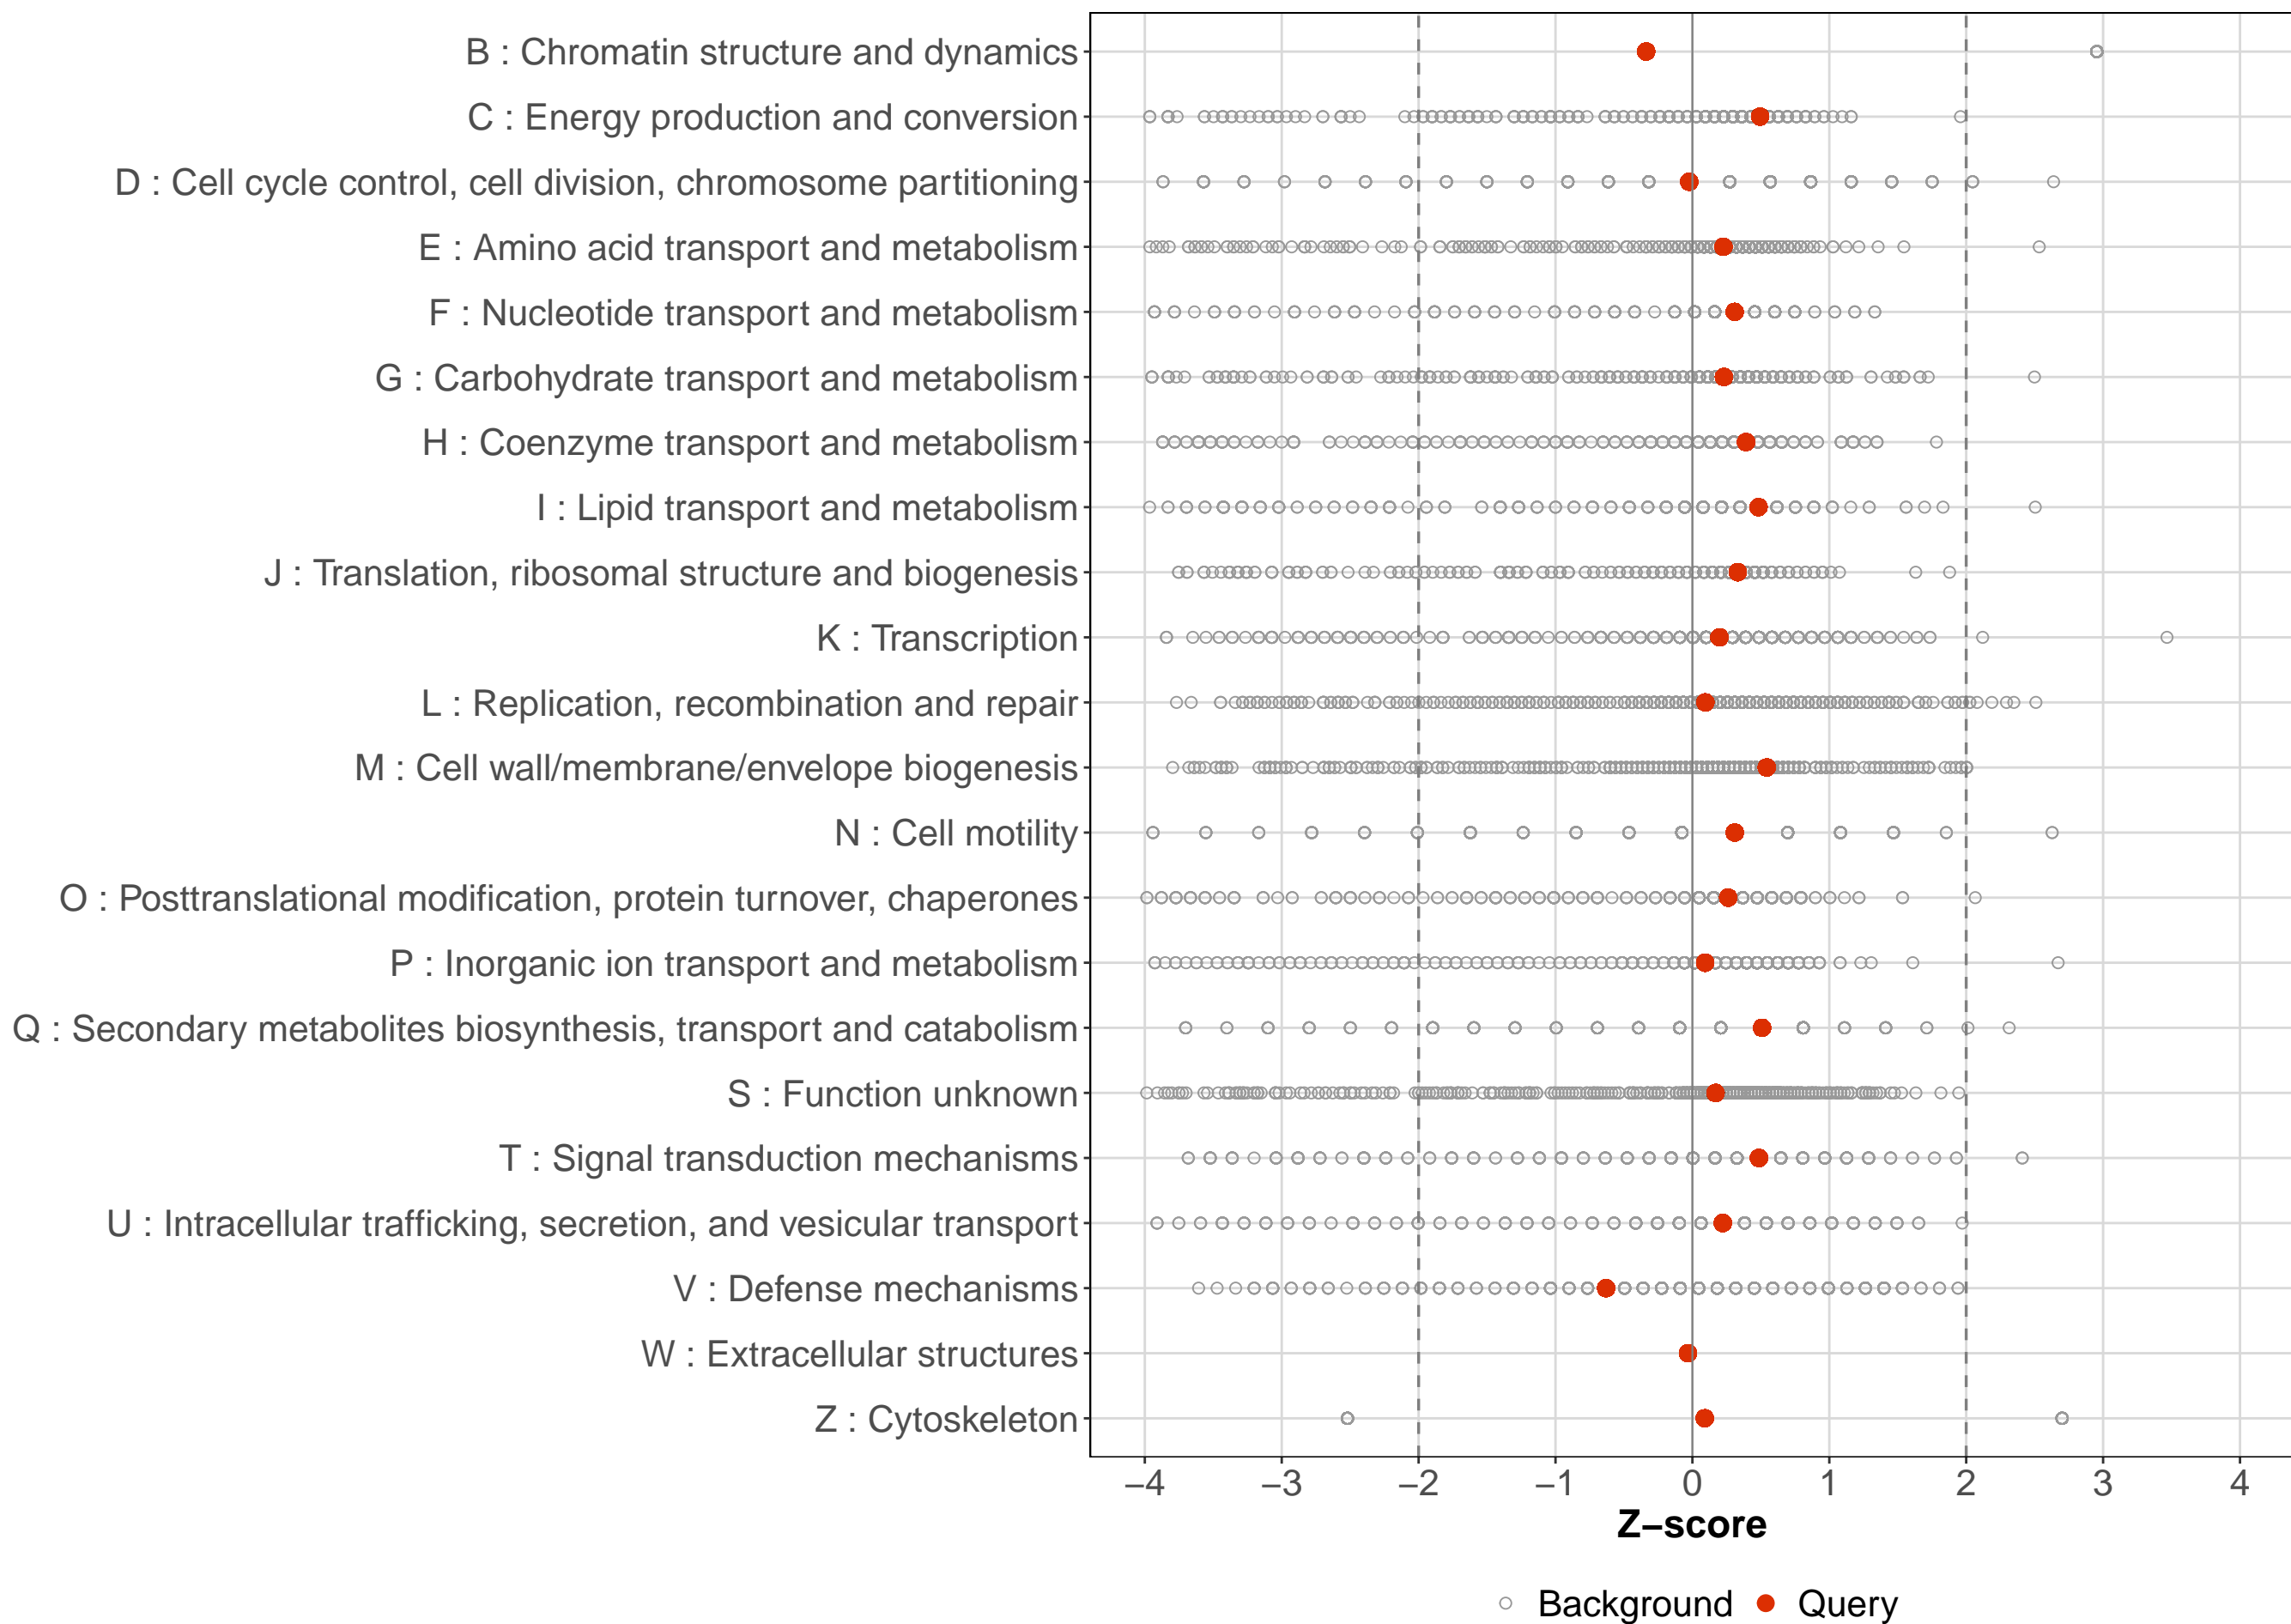 B : Chromatin structure and dynamics
C : Energy production and conversion
D : Cell cycle control, cell division, chromosome partitioning
E : Amino acid transport and metabolism
F : Nucleotide transport and metabolism
G : Carbohydrate transport and metabolism
H : Coenzyme transport and metabolism
I : Lipid transport and metabolism
J : Translation, ribosomal structure and biogenesis
K : Transcription
L : Replication, recombination and repair
M : Cell wall/membrane/envelope biogenesis
N : Cell motility
O : Posttranslational modification, protein turnover, chaperones
P : Inorganic ion transport and metabolism
Q : Secondary metabolites biosynthesis, transport and catabolism
S : Function unknown
T : Signal transduction mechanisms
U : Intracellular trafficking, secretion, and vesicular transport
V : Defense mechanisms
W : Extracellular structures
Z : Cytoskeleton
−4 −3 −2 −1 0 1 2 3 4
Z−score
Background Query